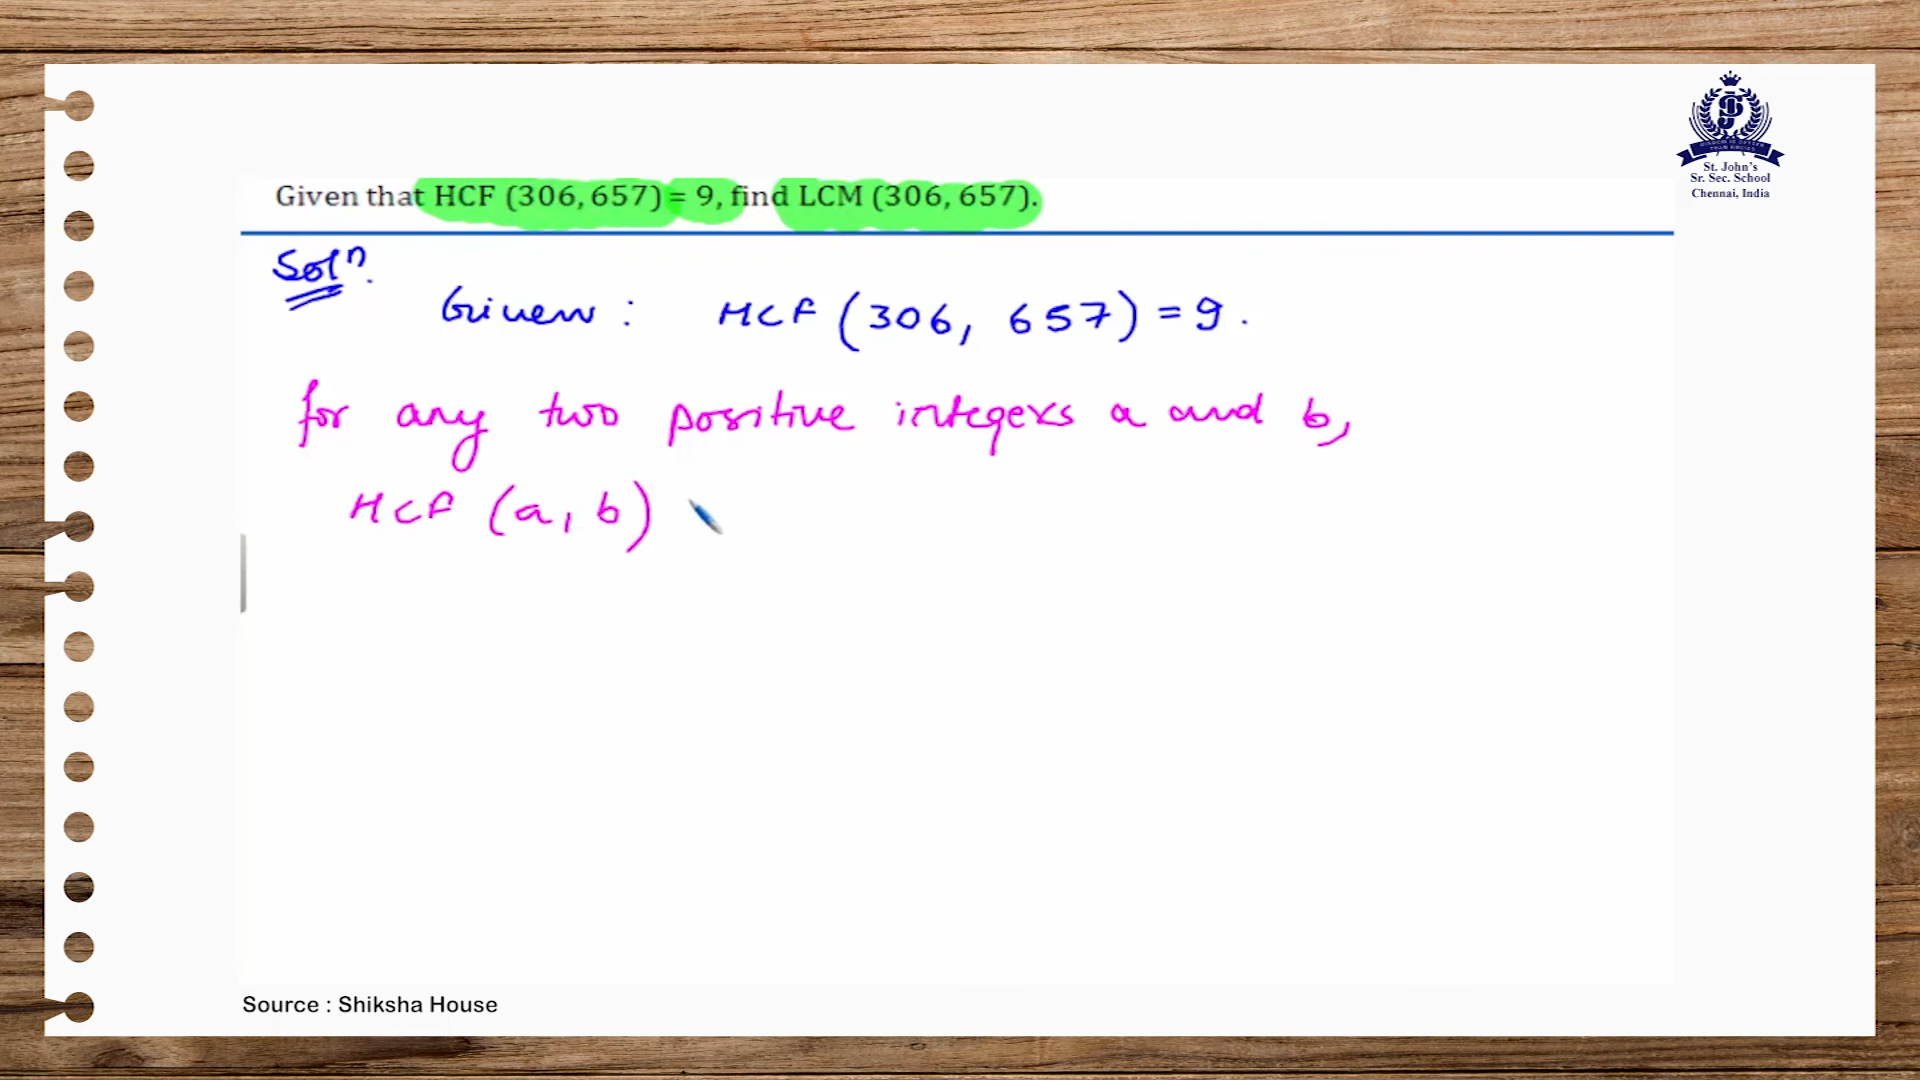 St. John's
Sr. Sec. School
Chennai, India
Given that HCF (306, 657) = 9, find LCM (306, 657).
Solⁿ.
Given : HCF (306, 657) = 9.
for any two positive integers a and b,
HCF (a, b)
Source : Shiksha House